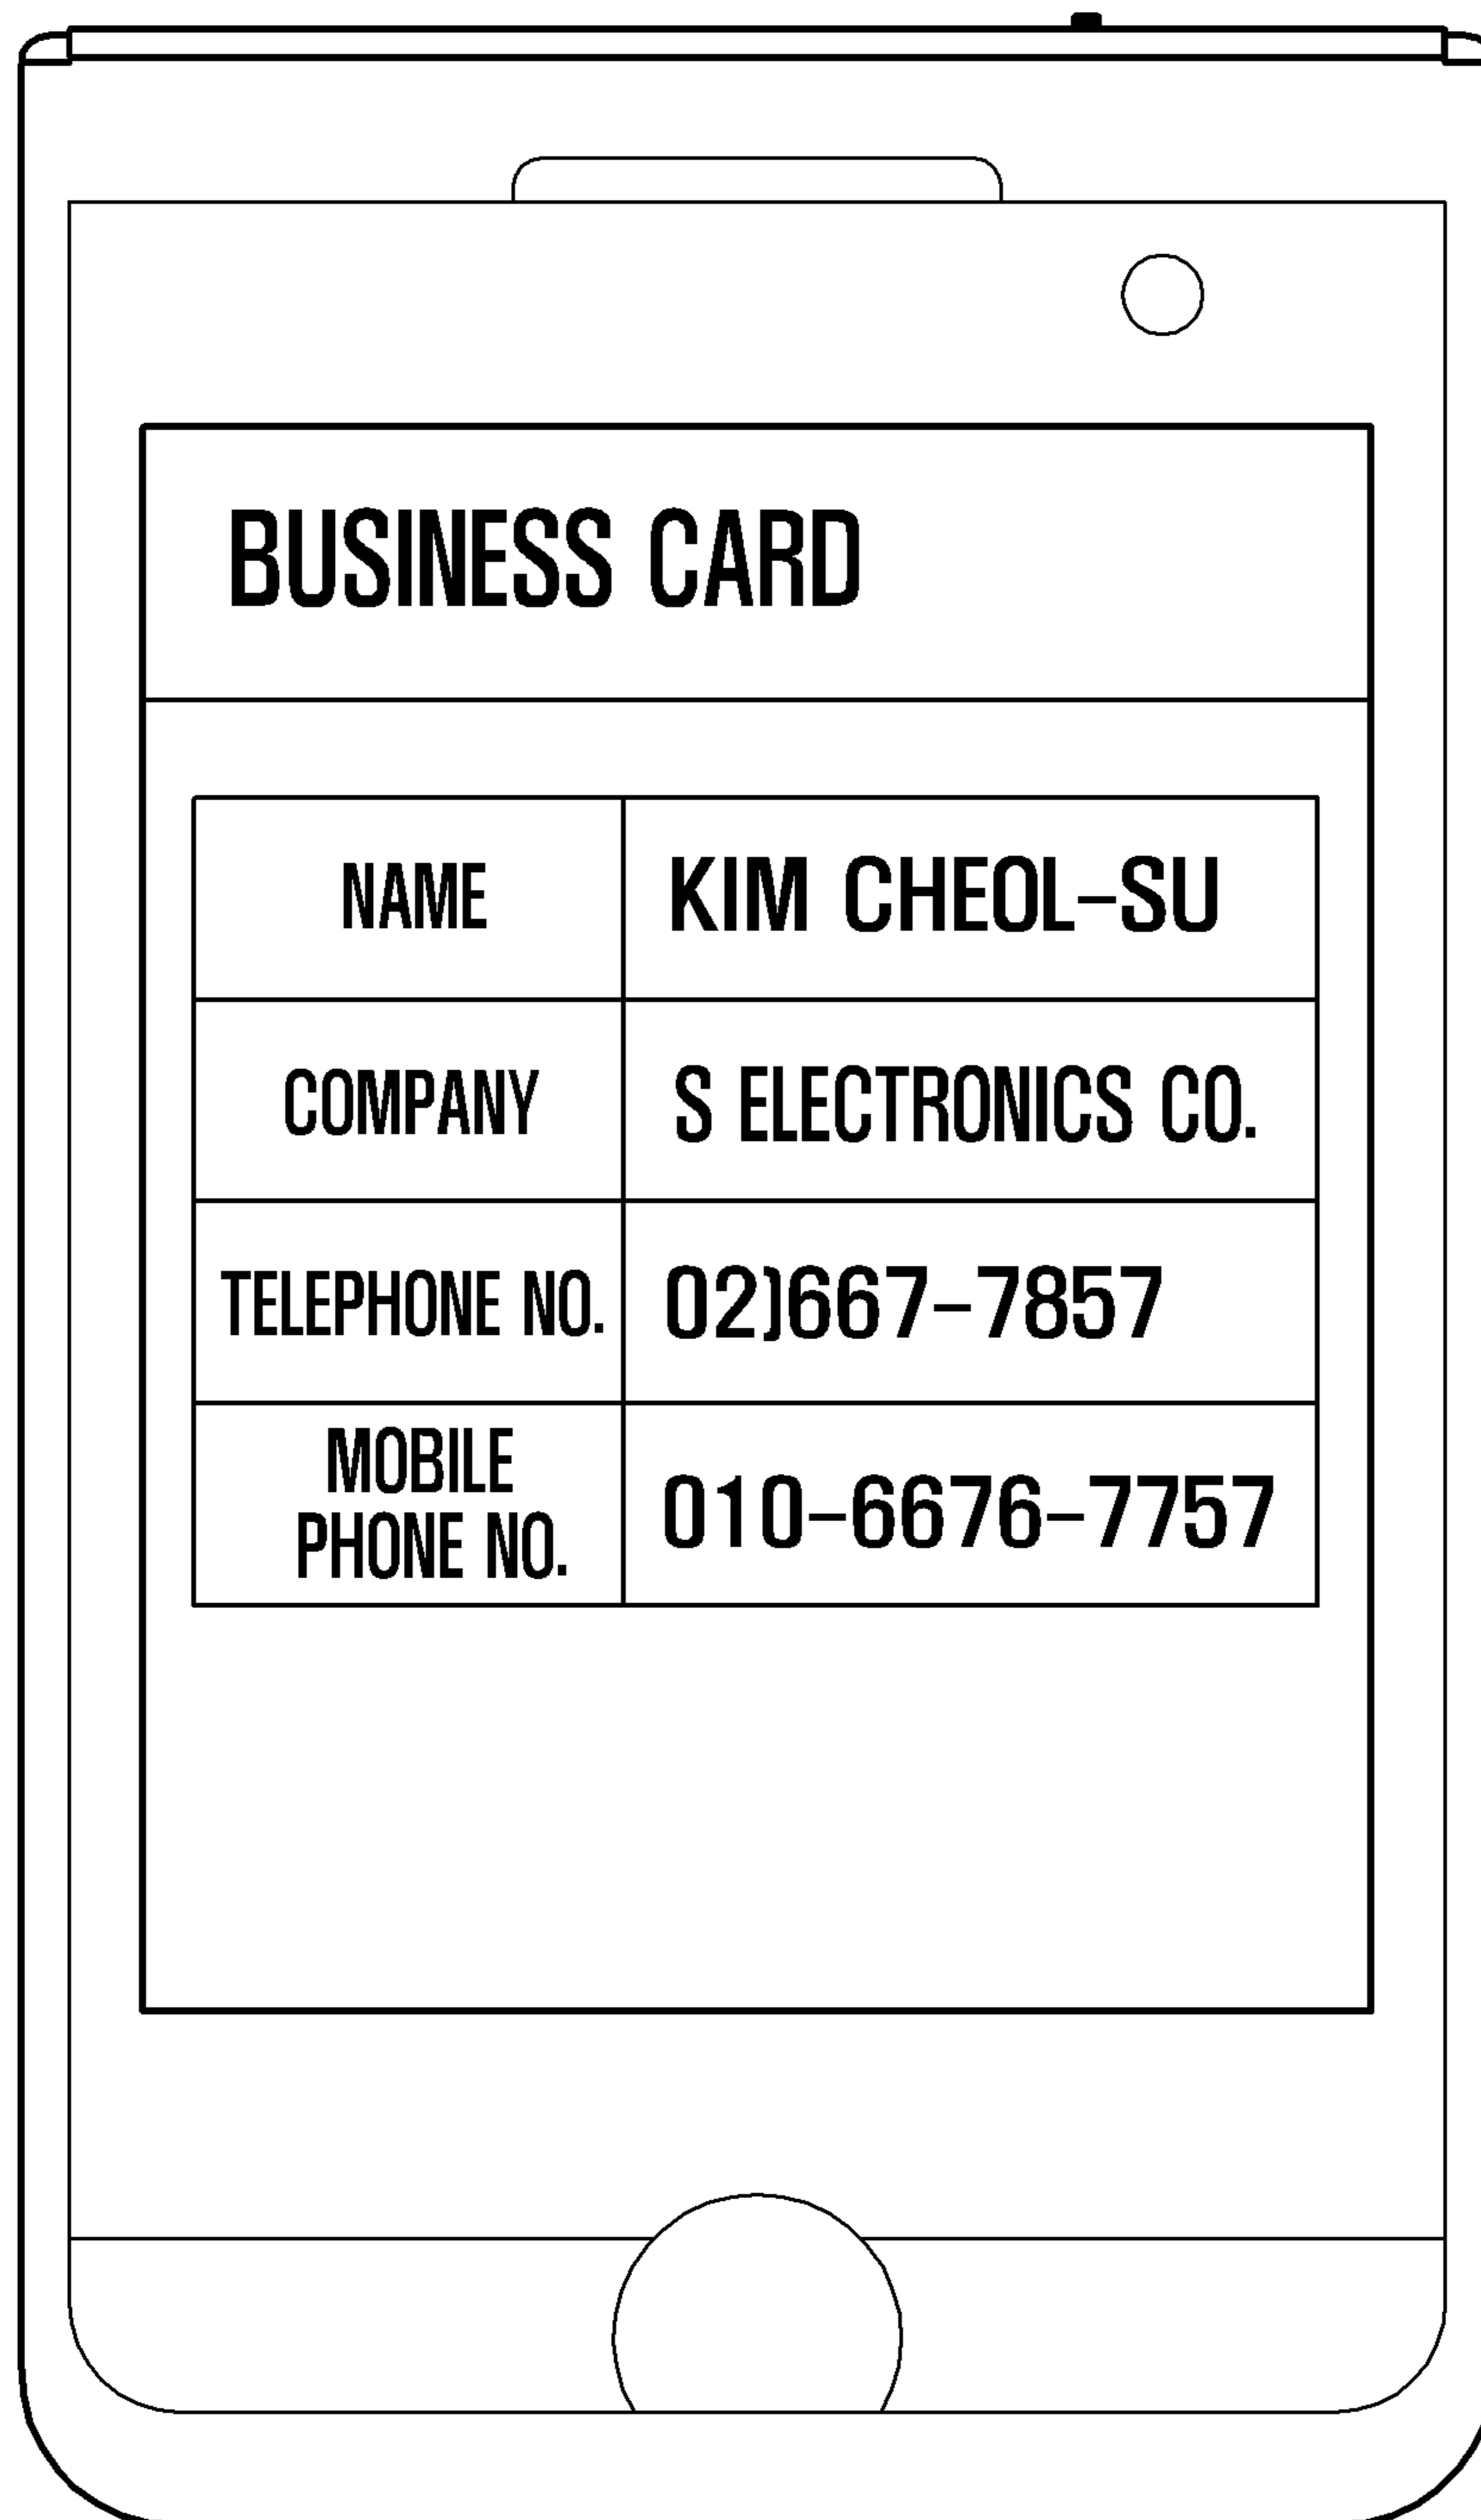 BUSINESS CARD
NAME
KIM CHEOL-SU
COMPANY
S ELECTRONICS CO.
TELEPHONE NO.
02)667-7857
MOBILE
PHONE NO.
010-6676-7757